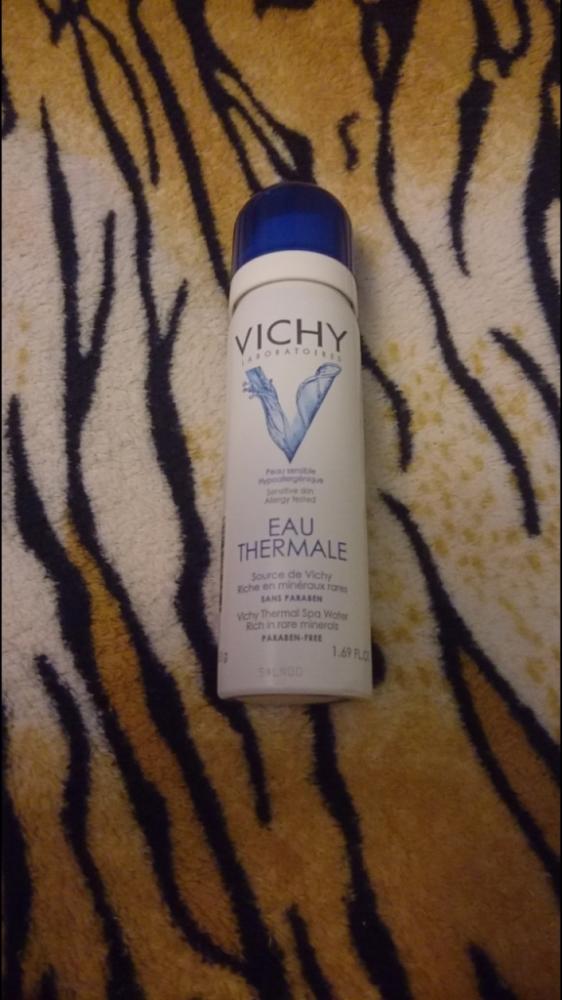 VICHY
LABORATOIRES
Peau sensible
Hypoallergénique
Sensitive skin
Allergy tested
EAU
THERMALE
Source de Vichy
Riche en minéraux rares
SANS PARABEN
Vichy Thermal Spa Water
Rich in rare minerals
PARABEN-FREE
1.69 FL.O